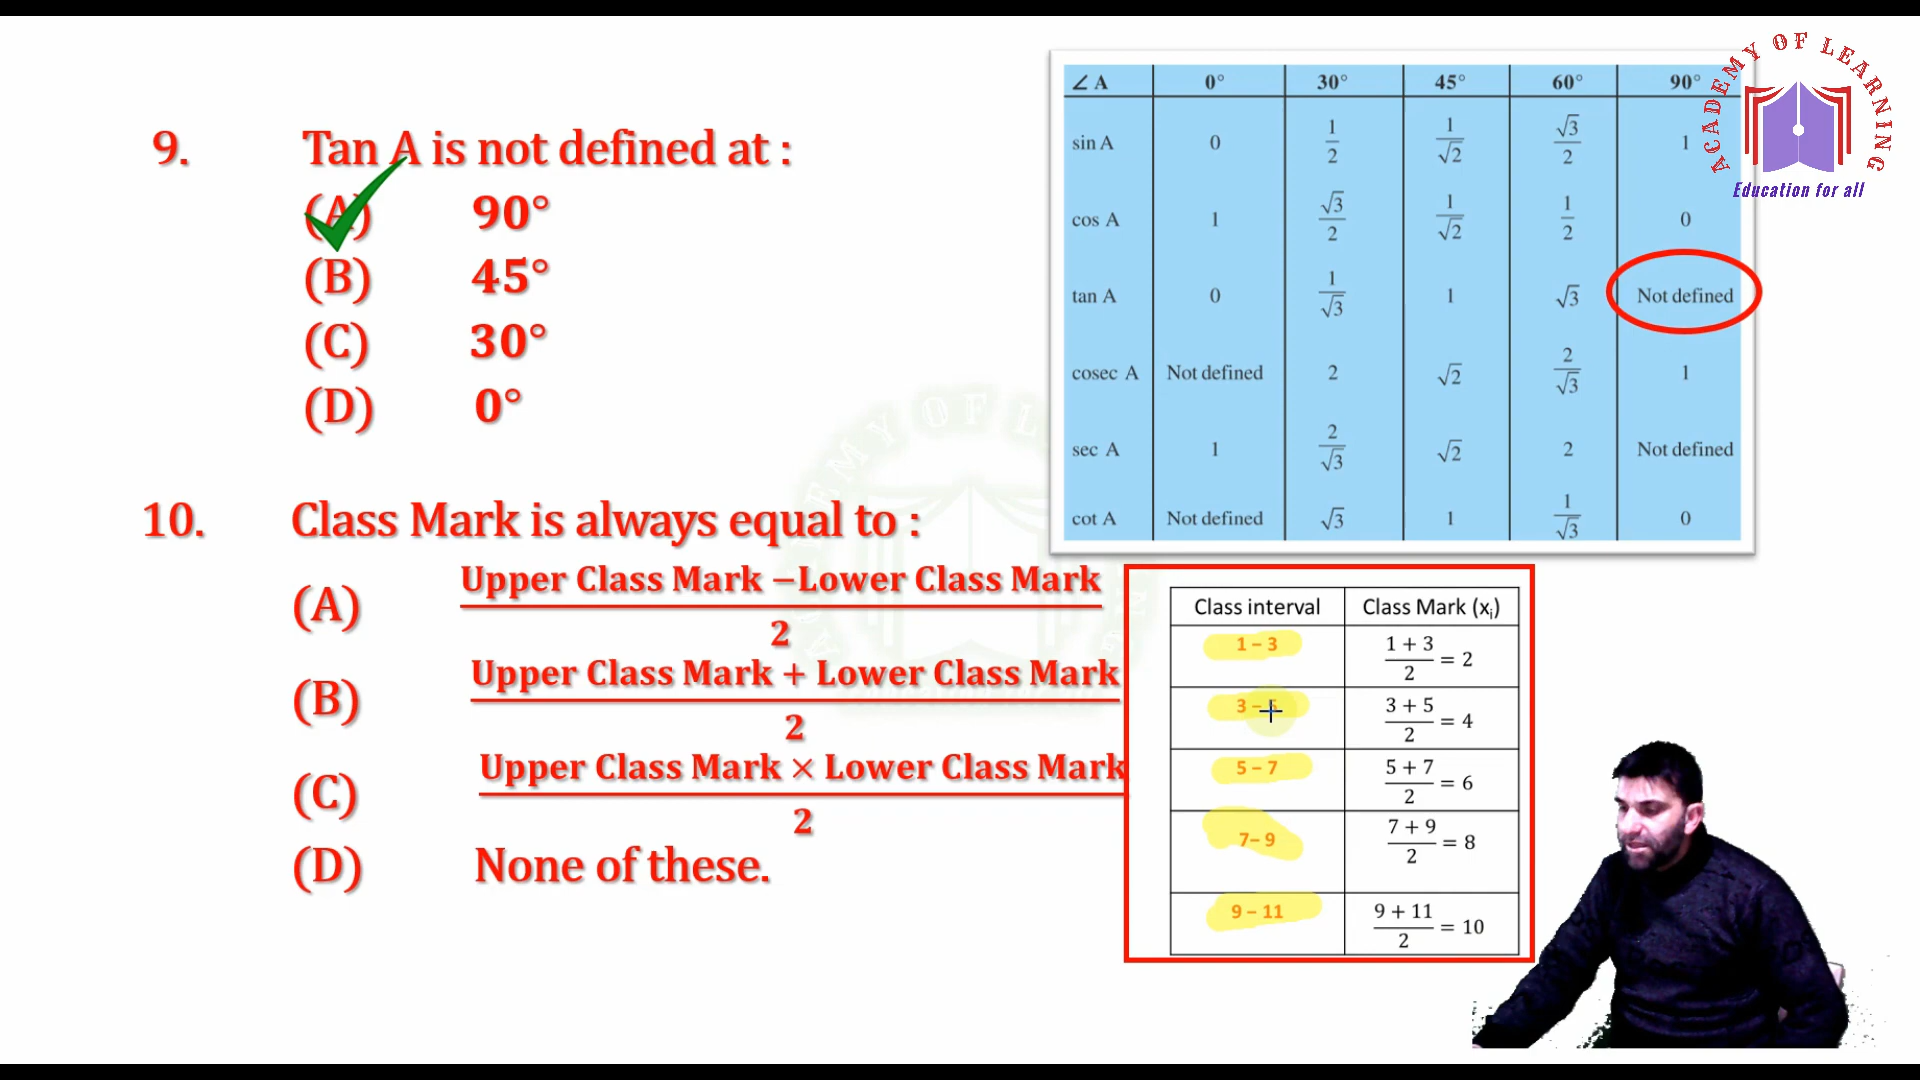 9. Tan A is not defined at :
(A) 90°
(B) 45°
(C) 30°
(D) 0°
10. Class Mark is always equal to :
(A) Upper Class Mark −Lower Class Mark
2
(B) Upper Class Mark + Lower Class Mark
2
(C) Upper Class Mark × Lower Class Mark
2
(D) None of these.
∠ A 0° 30° 45° 60° 90°
sin A 0 1/2 1/√2 √3/2 1
cos A 1 √3/2 1/√2 1/2 0
tan A 0 1/√3 1 √3 Not defined
cosec A Not defined 2 √2 2/√3 1
sec A 1 2/√3 √2 2 Not defined
cot A Not defined √3 1 1/√3 0
ACADEMY OF LEARNING
Education for all
Class interval Class Mark (xᵢ)
1 – 3 (1 + 3)/2 = 2
3 – 5 (3 + 5)/2 = 4
5 – 7 (5 + 7)/2 = 6
7– 9 (7 + 9)/2 = 8
9 – 11 (9 + 11)/2 = 10